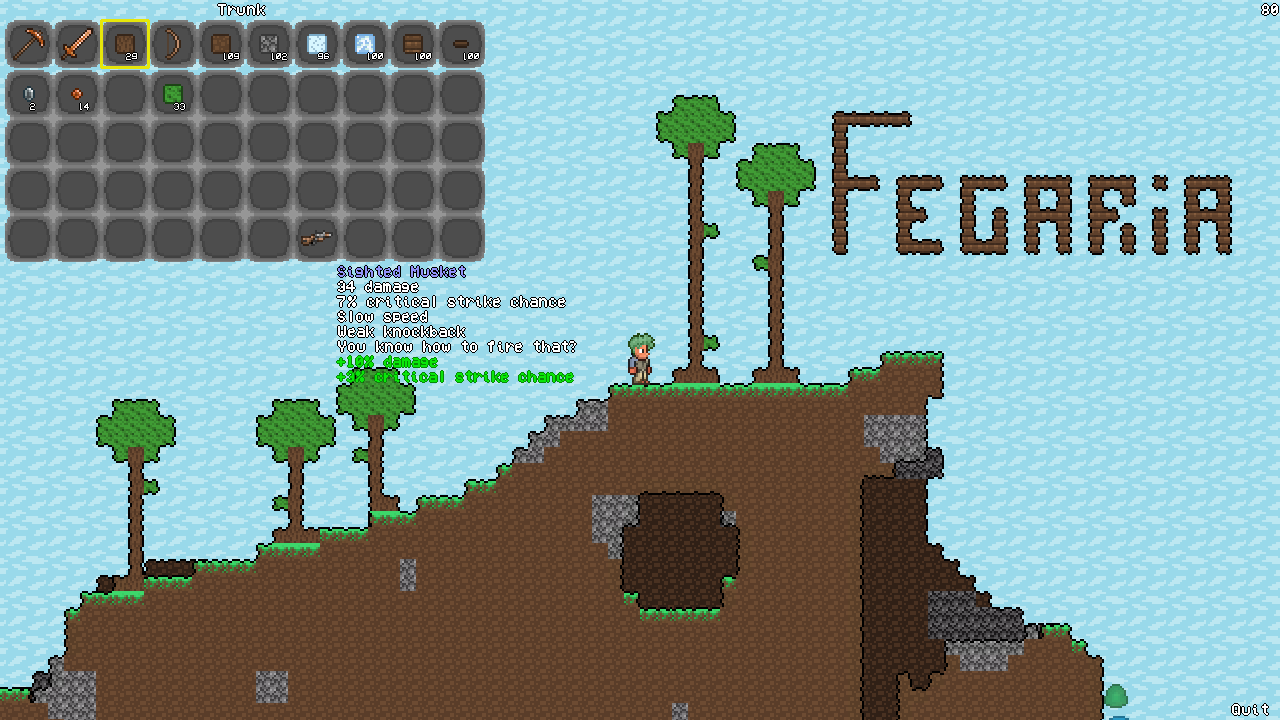 Trunk
80
29
109
102
96
100
100
100
2
14
33
FEGARiA
Sighted Musket
34 damage
7% critical strike chance
Slow speed
Weak knockback
You know how to fire that?
+10% damage
+3% critical strike chance
Quit